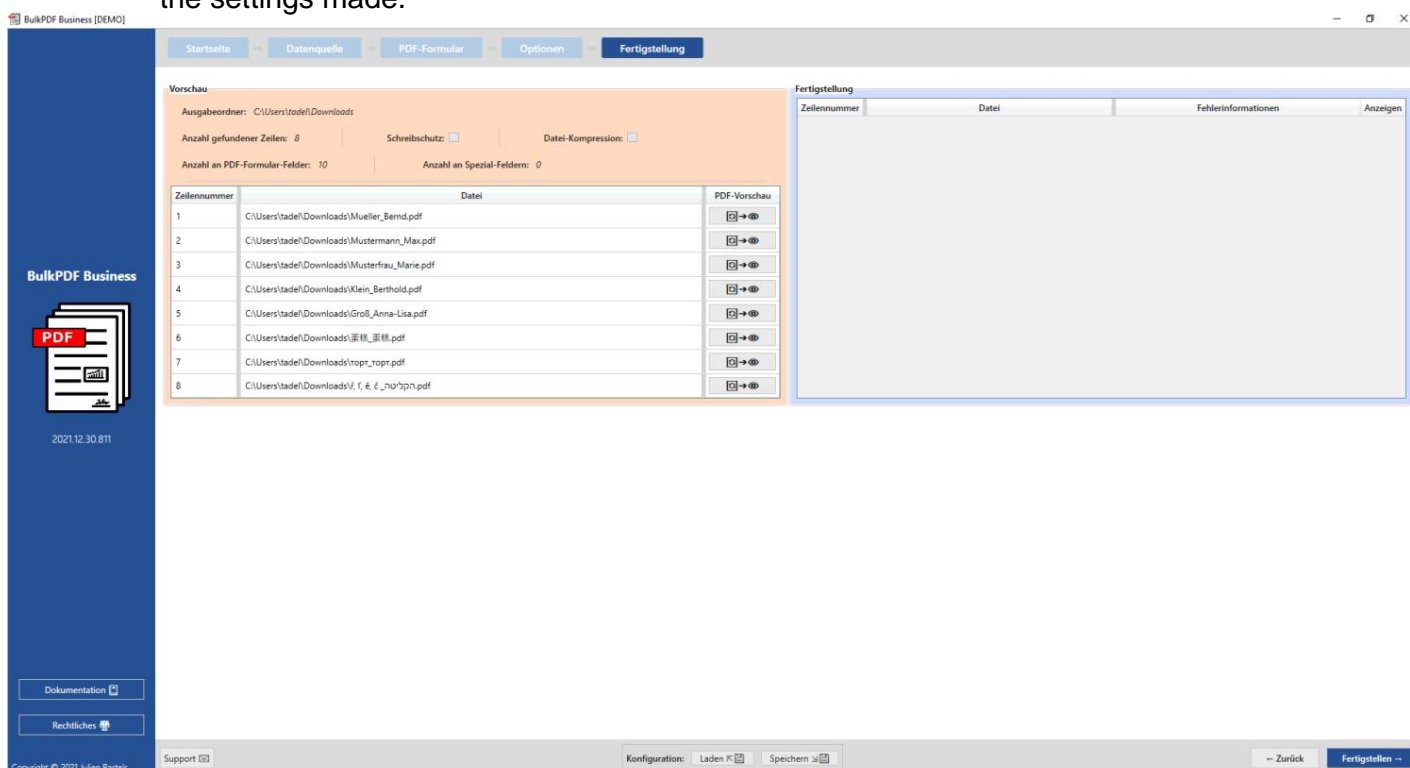 the settings made.
BulkPDF Business [DEMO]
Startseite Datenquelle PDF-Formular Optionen Fertigstellung
Vorschau
Ausgabeordner: C:\Users\tadel\Downloads
Anzahl gefundener Zeilen: 8 Schreibschutz: Datei-Kompression:
Anzahl an PDF-Formular-Felder: 10 Anzahl an Spezial-Feldern: 0
Zeilennummer Datei PDF-Vorschau
1 C:\Users\tadel\Downloads\Mueller_Bernd.pdf
2 C:\Users\tadel\Downloads\Mustermann_Max.pdf
3 C:\Users\tadel\Downloads\Musterfrau_Marie.pdf
4 C:\Users\tadel\Downloads\Klein_Berthold.pdf
5 C:\Users\tadel\Downloads\Groß_Anna-Lisa.pdf
6 C:\Users\tadel\Downloads\蛋糕_蛋糕.pdf
7 C:\Users\tadel\Downloads\торт_торт.pdf
8
Fertigstellung
Zeilennummer Datei Fehlerinformationen Anzeigen
BulkPDF Business
PDF
2021.12.30.811
Dokumentation
Rechtliches
Copyright © 2021 Julien Bartels
Support
Konfiguration: Laden Speichern
← Zurück Fertigstellen →